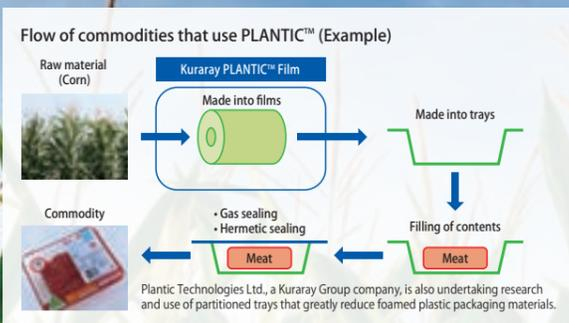 Flow of commodities that use PLANTIC™ (Example)
Raw material
(Corn)
Kuraray PLANTIC™ Film
Made into films
Made into trays
Filling of contents
Meat
• Gas sealing
• Hermetic sealing
Meat
Commodity
Plantic Technologies Ltd., a Kuraray Group company, is also undertaking research
and use of partitioned trays that greatly reduce foamed plastic packaging materials.